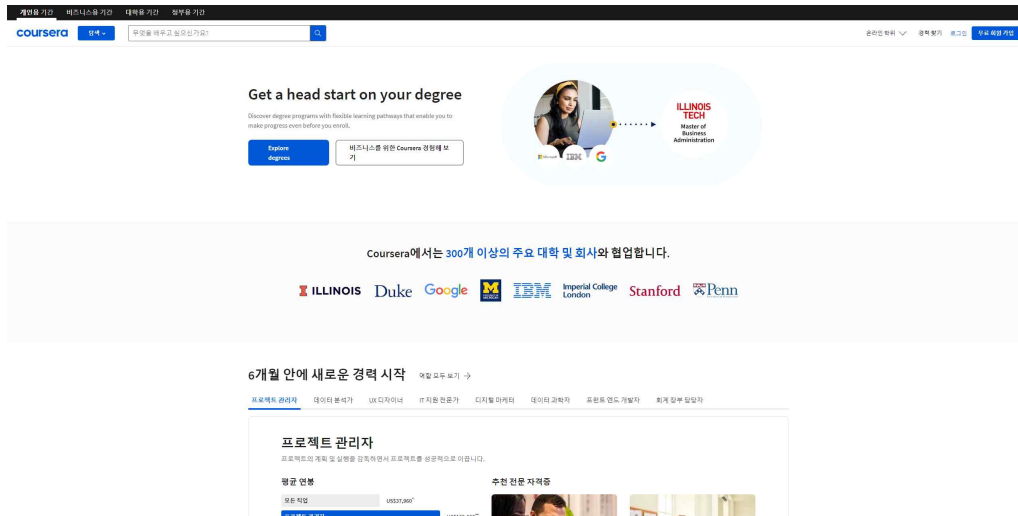 개인용 기간 비즈니스용 기간 대학용 기간 정부용 기간
coursera 탐색 무엇을 배우고 싶으신가요? 온라인 학위 경력 찾기 로그인 무료 회원 가입
Get a head start on your degree
Discover degree programs with flexible learning pathways that enable you to
make progress even before you enroll.
Explore
degrees
비즈니스를 위한 Coursera 경험해 보
기
ILLINOIS
TECH
Master of
Business
Administration
Microsoft IBM G
Coursera에서는 300개 이상의 주요 대학 및 회사와 협업합니다.
I ILLINOIS Duke Google M IBM Imperial College
London Stanford Penn
6개월 안에 새로운 경력 시작 역할 모두 보기 →
프로젝트 관리자 데이터 분석가 UX 디자이너 IT 지원 전문가 디지털 마케터 데이터 과학자 프런트 엔드 개발자 회계 장부 담당자
프로젝트 관리자
프로젝트의 계획 및 실행을 감독하면서 프로젝트를 성공적으로 이끕니다.
평균 연봉 추천 전문 자격증
모든 직업 US$37,960